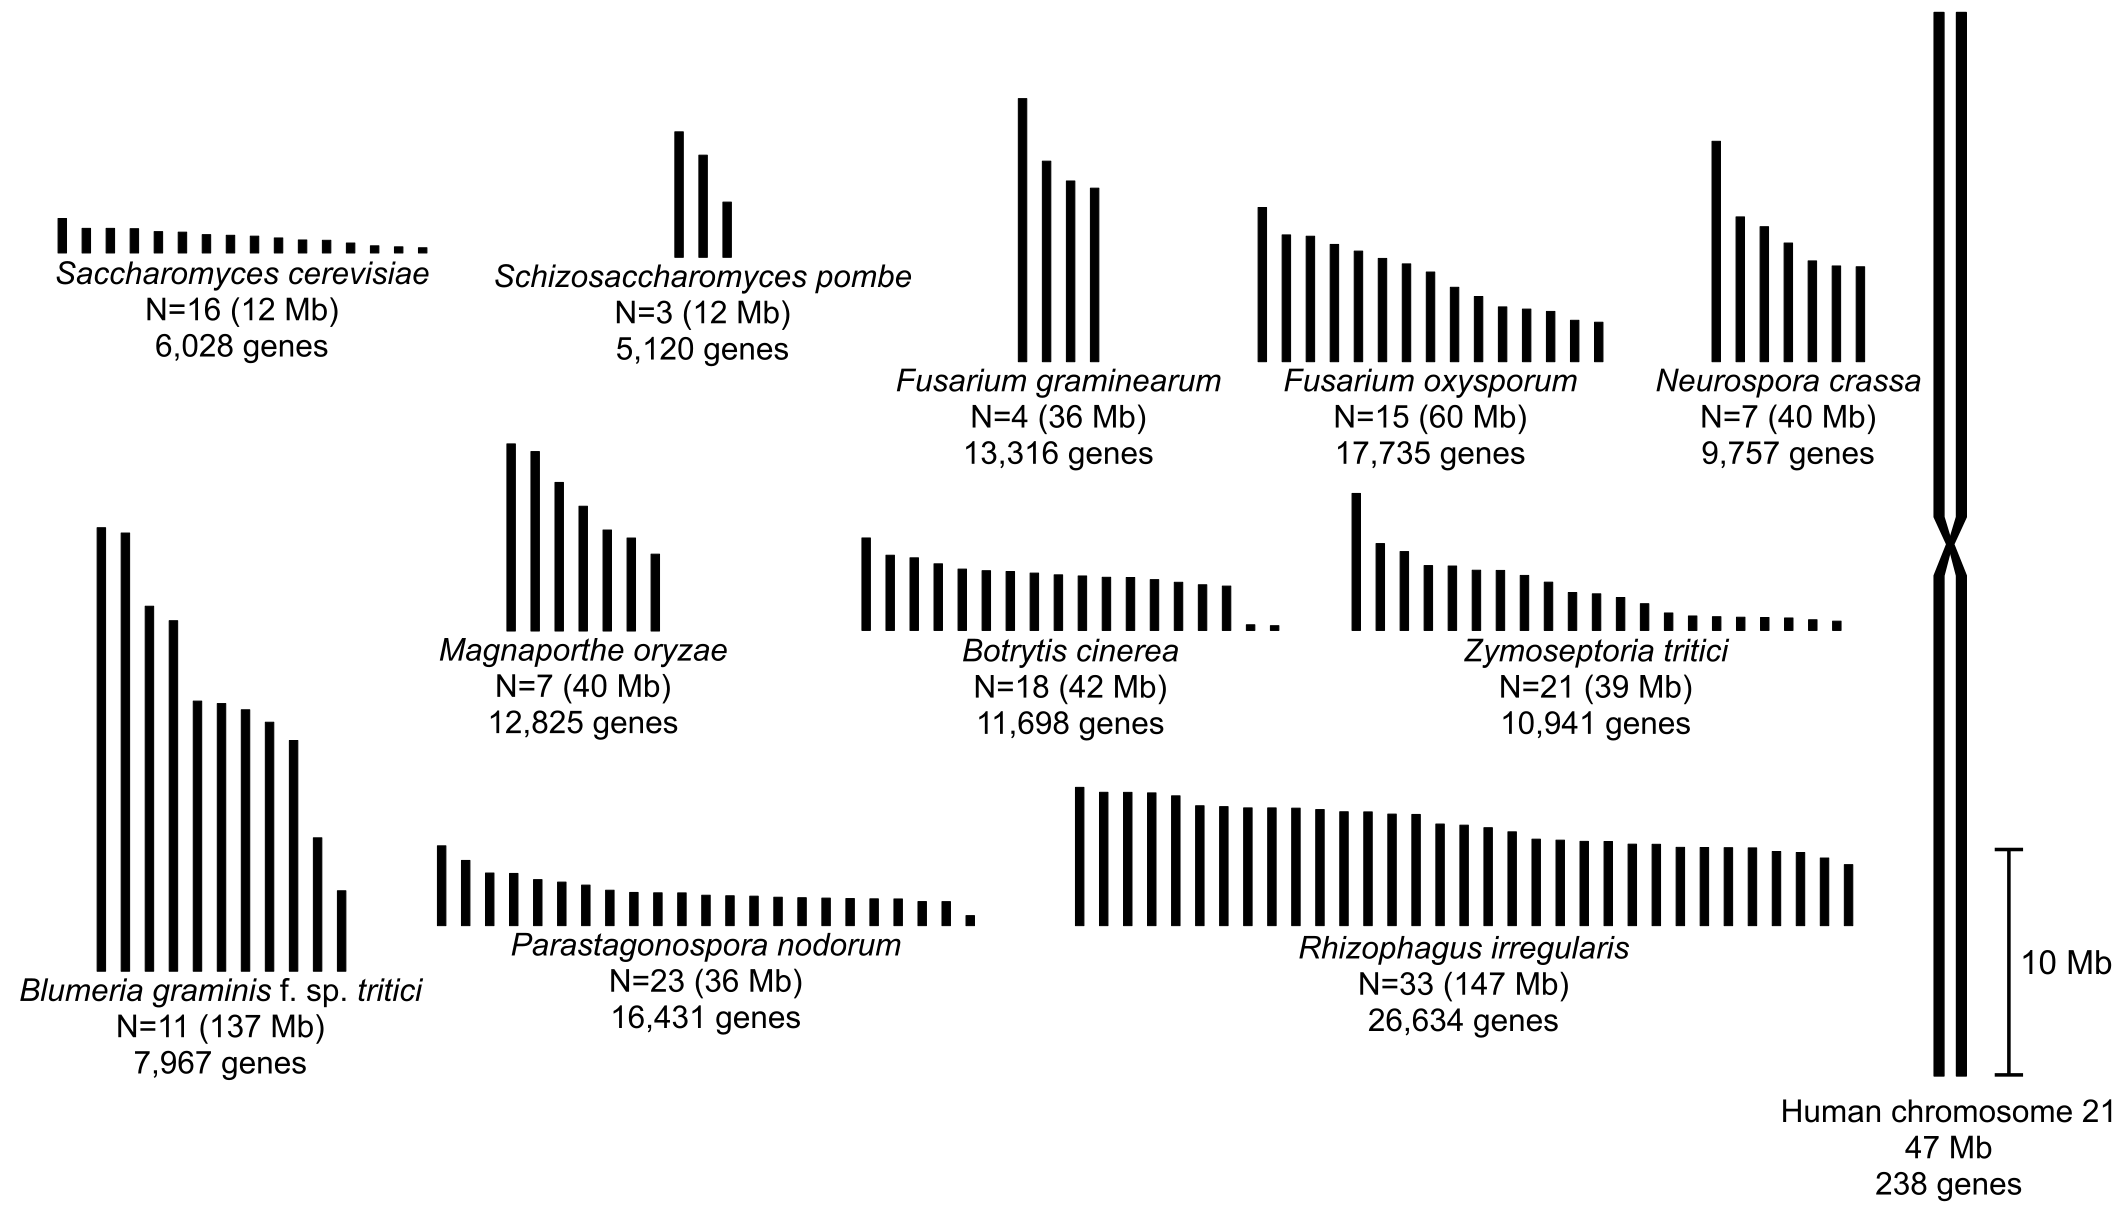 Saccharomyces cerevisiae
N=16 (12 Mb)
6,028 genes
Schizosaccharomyces pombe
N=3 (12 Mb)
5,120 genes
Fusarium graminearum
N=4 (36 Mb)
13,316 genes
Fusarium oxysporum
N=15 (60 Mb)
17,735 genes
Neurospora crassa
N=7 (40 Mb)
9,757 genes
Magnaporthe oryzae
N=7 (40 Mb)
12,825 genes
Botrytis cinerea
N=18 (42 Mb)
11,698 genes
Zymoseptoria tritici
N=21 (39 Mb)
10,941 genes
Blumeria graminis f. sp. tritici
N=11 (137 Mb)
7,967 genes
Parastagonospora nodorum
N=23 (36 Mb)
16,431 genes
Rhizophagus irregularis
N=33 (147 Mb)
26,634 genes
10 Mb
Human chromosome 21
47 Mb
238 genes